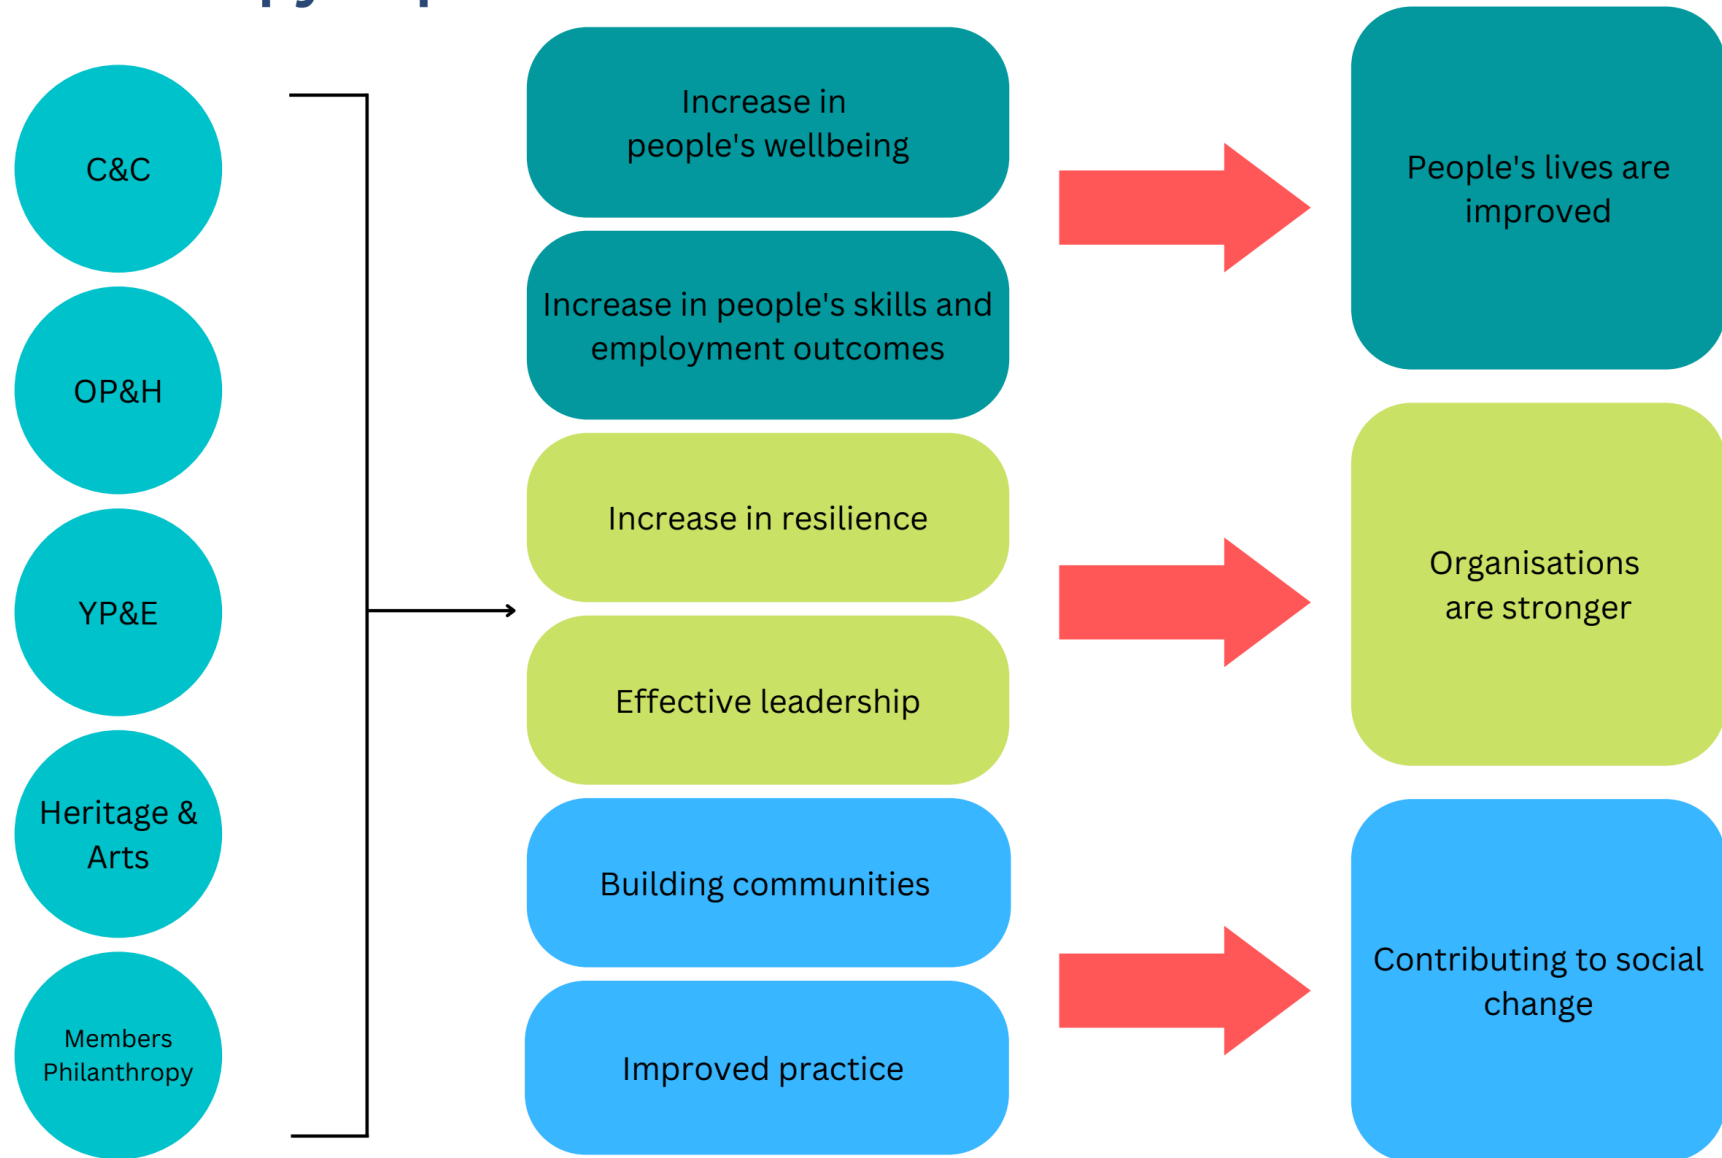 C&C
OP&H
YP&E
Heritage &
Arts
Members
Philanthropy
Increase in
people's wellbeing
Increase in people's skills and
employment outcomes
Increase in resilience
Effective leadership
Building communities
Improved practice
People's lives are
improved
Organisations
are stronger
Contributing to social
change